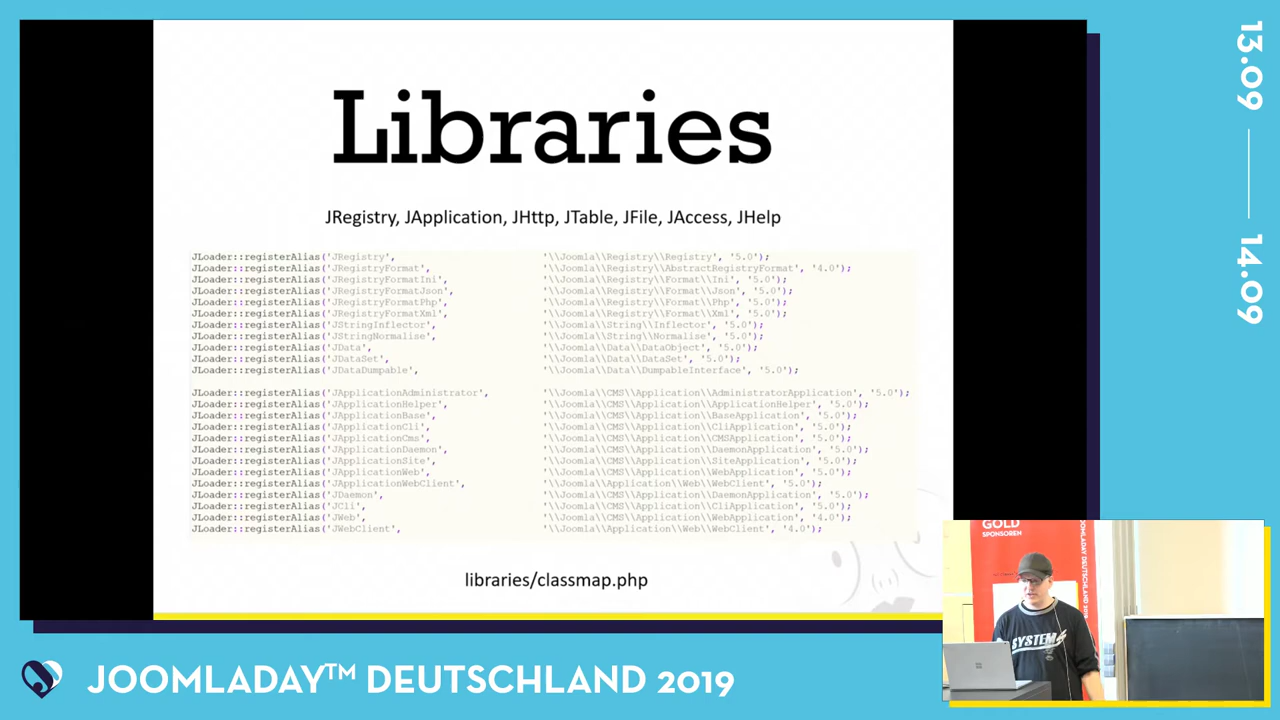 Libraries
JRegistry, JApplication, JHttp, JTable, JFile, JAccess, JHelp
JLoader::registerAlias('JRegistry', '\\Joomla\\Registry\\Registry', '5.0');
JLoader::registerAlias('JRegistryFormat', '\\Joomla\\Registry\\AbstractRegistryFormat', '4.0');
JLoader::registerAlias('JRegistryFormatIni', '\\Joomla\\Registry\\Format\\Ini', '5.0');
JLoader::registerAlias('JRegistryFormatJson', '\\Joomla\\Registry\\Format\\Json', '5.0');
JLoader::registerAlias('JRegistryFormatPhp', '\\Joomla\\Registry\\Format\\Php', '5.0');
JLoader::registerAlias('JRegistryFormatXml', '\\Joomla\\Registry\\Format\\Xml', '5.0');
JLoader::registerAlias('JStringInflector', '\\Joomla\\String\\Inflector', '5.0');
JLoader::registerAlias('JStringNormalise', '\\Joomla\\String\\Normalise', '5.0');
JLoader::registerAlias('JData', '\\Joomla\\Data\\DataObject', '5.0');
JLoader::registerAlias('JDataSet', '\\Joomla\\Data\\DataSet', '5.0');
JLoader::registerAlias('JDataDumpable', '\\Joomla\\Data\\DumpableInterface', '5.0');
JLoader::registerAlias('JApplicationAdministrator', '\\Joomla\\CMS\\Application\\AdministratorApplication', '5.0');
JLoader::registerAlias('JApplicationHelper', '\\Joomla\\CMS\\Application\\ApplicationHelper', '5.0');
JLoader::registerAlias('JApplicationBase', '\\Joomla\\CMS\\Application\\BaseApplication', '5.0');
JLoader::registerAlias('JApplicationCli', '\\Joomla\\CMS\\Application\\CliApplication', '5.0');
JLoader::registerAlias('JApplicationCms', '\\Joomla\\CMS\\Application\\CMSApplication', '5.0');
JLoader::registerAlias('JApplicationDaemon', '\\Joomla\\CMS\\Application\\DaemonApplication', '5.0');
JLoader::registerAlias('JApplicationSite', '\\Joomla\\CMS\\Application\\SiteApplication', '5.0');
JLoader::registerAlias('JApplicationWeb', '\\Joomla\\CMS\\Application\\WebApplication', '5.0');
JLoader::registerAlias('JApplicationWebClient', '\\Joomla\\Application\\Web\\WebClient', '5.0');
JLoader::registerAlias('JDaemon', '\\Joomla\\CMS\\Application\\DaemonApplication', '5.0');
JLoader::registerAlias('JCli', '\\Joomla\\CMS\\Application\\CliApplication', '5.0');
JLoader::registerAlias('JWeb', '\\Joomla\\CMS\\Application\\WebApplication', '4.0');
JLoader::registerAlias('JWebClient', '\\Joomla\\Application\\Web\\WebClient', '4.0');
libraries/classmap.php
13.09
14.09
GOLD
SPONSOREN
JOOMLADAY DEUTSCHLAND 2019
SYSTEM
JOOMLADAY™ DEUTSCHLAND 2019